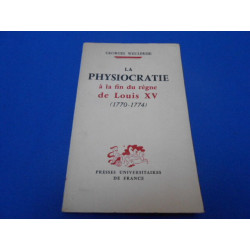 GEORGES WEULERSSE
LA
PHYSIOCRATIE
à la fin du règne
de Louis XV
(1770-1774)
PRESSES UNIVERSITAIRES
DE FRANCE